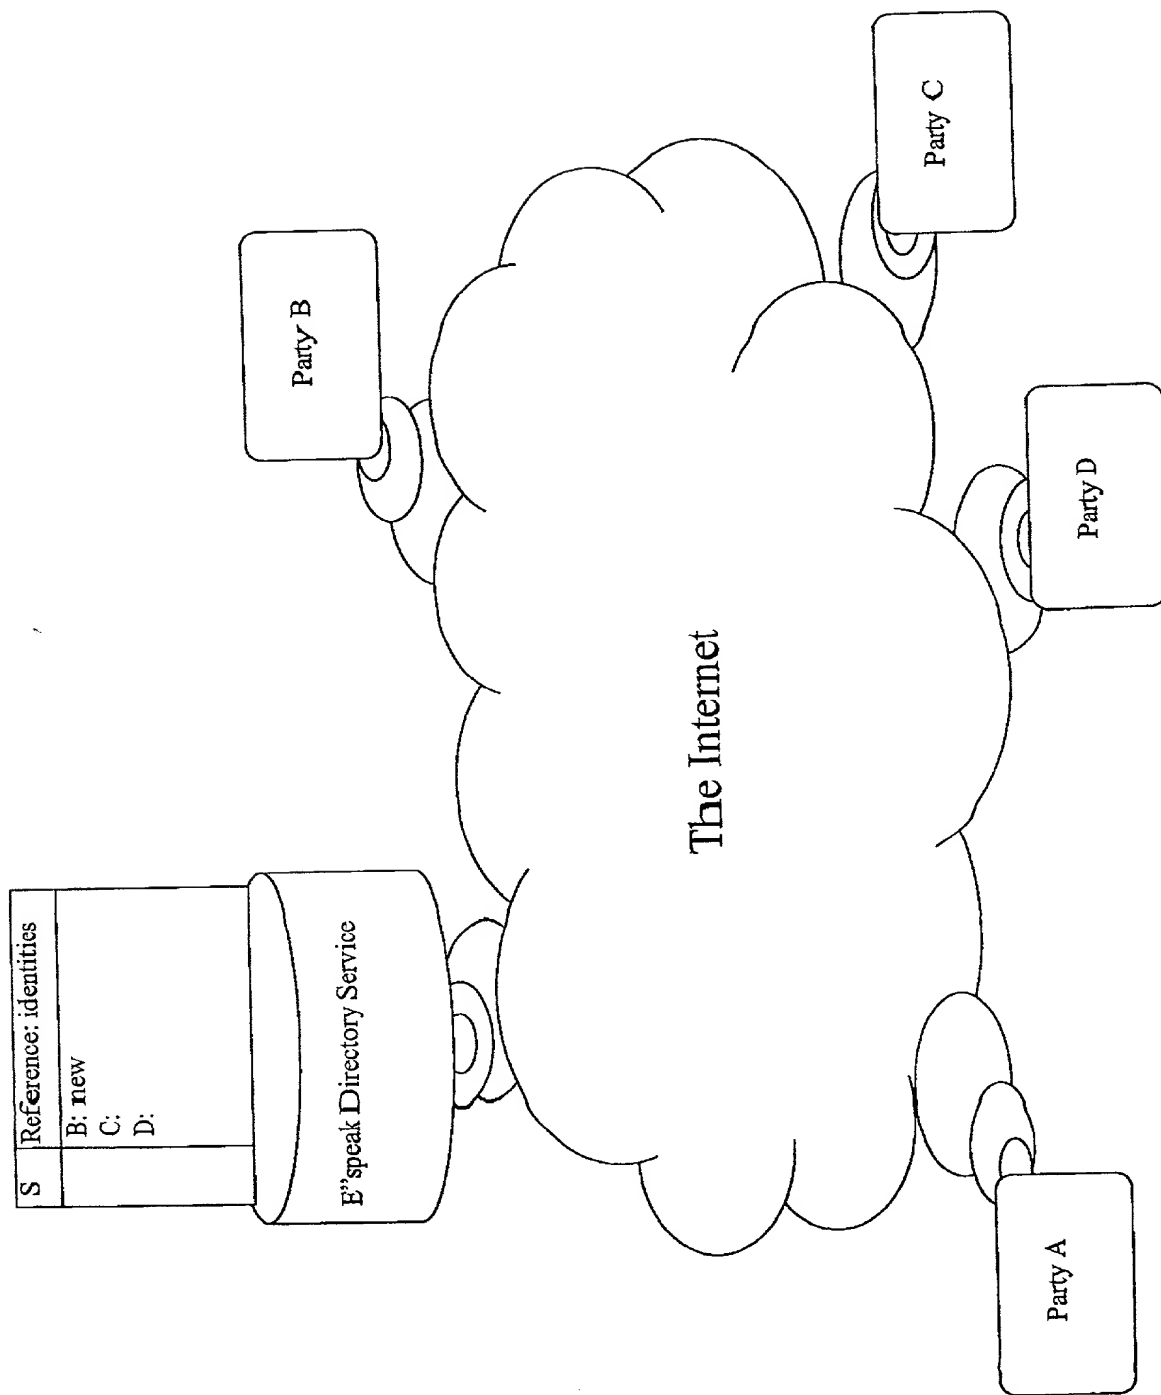 S
Reference: identities
B: new
C:
D:
E"speak Directory Service
Party B
The Internet
Party A
Party D
Party C